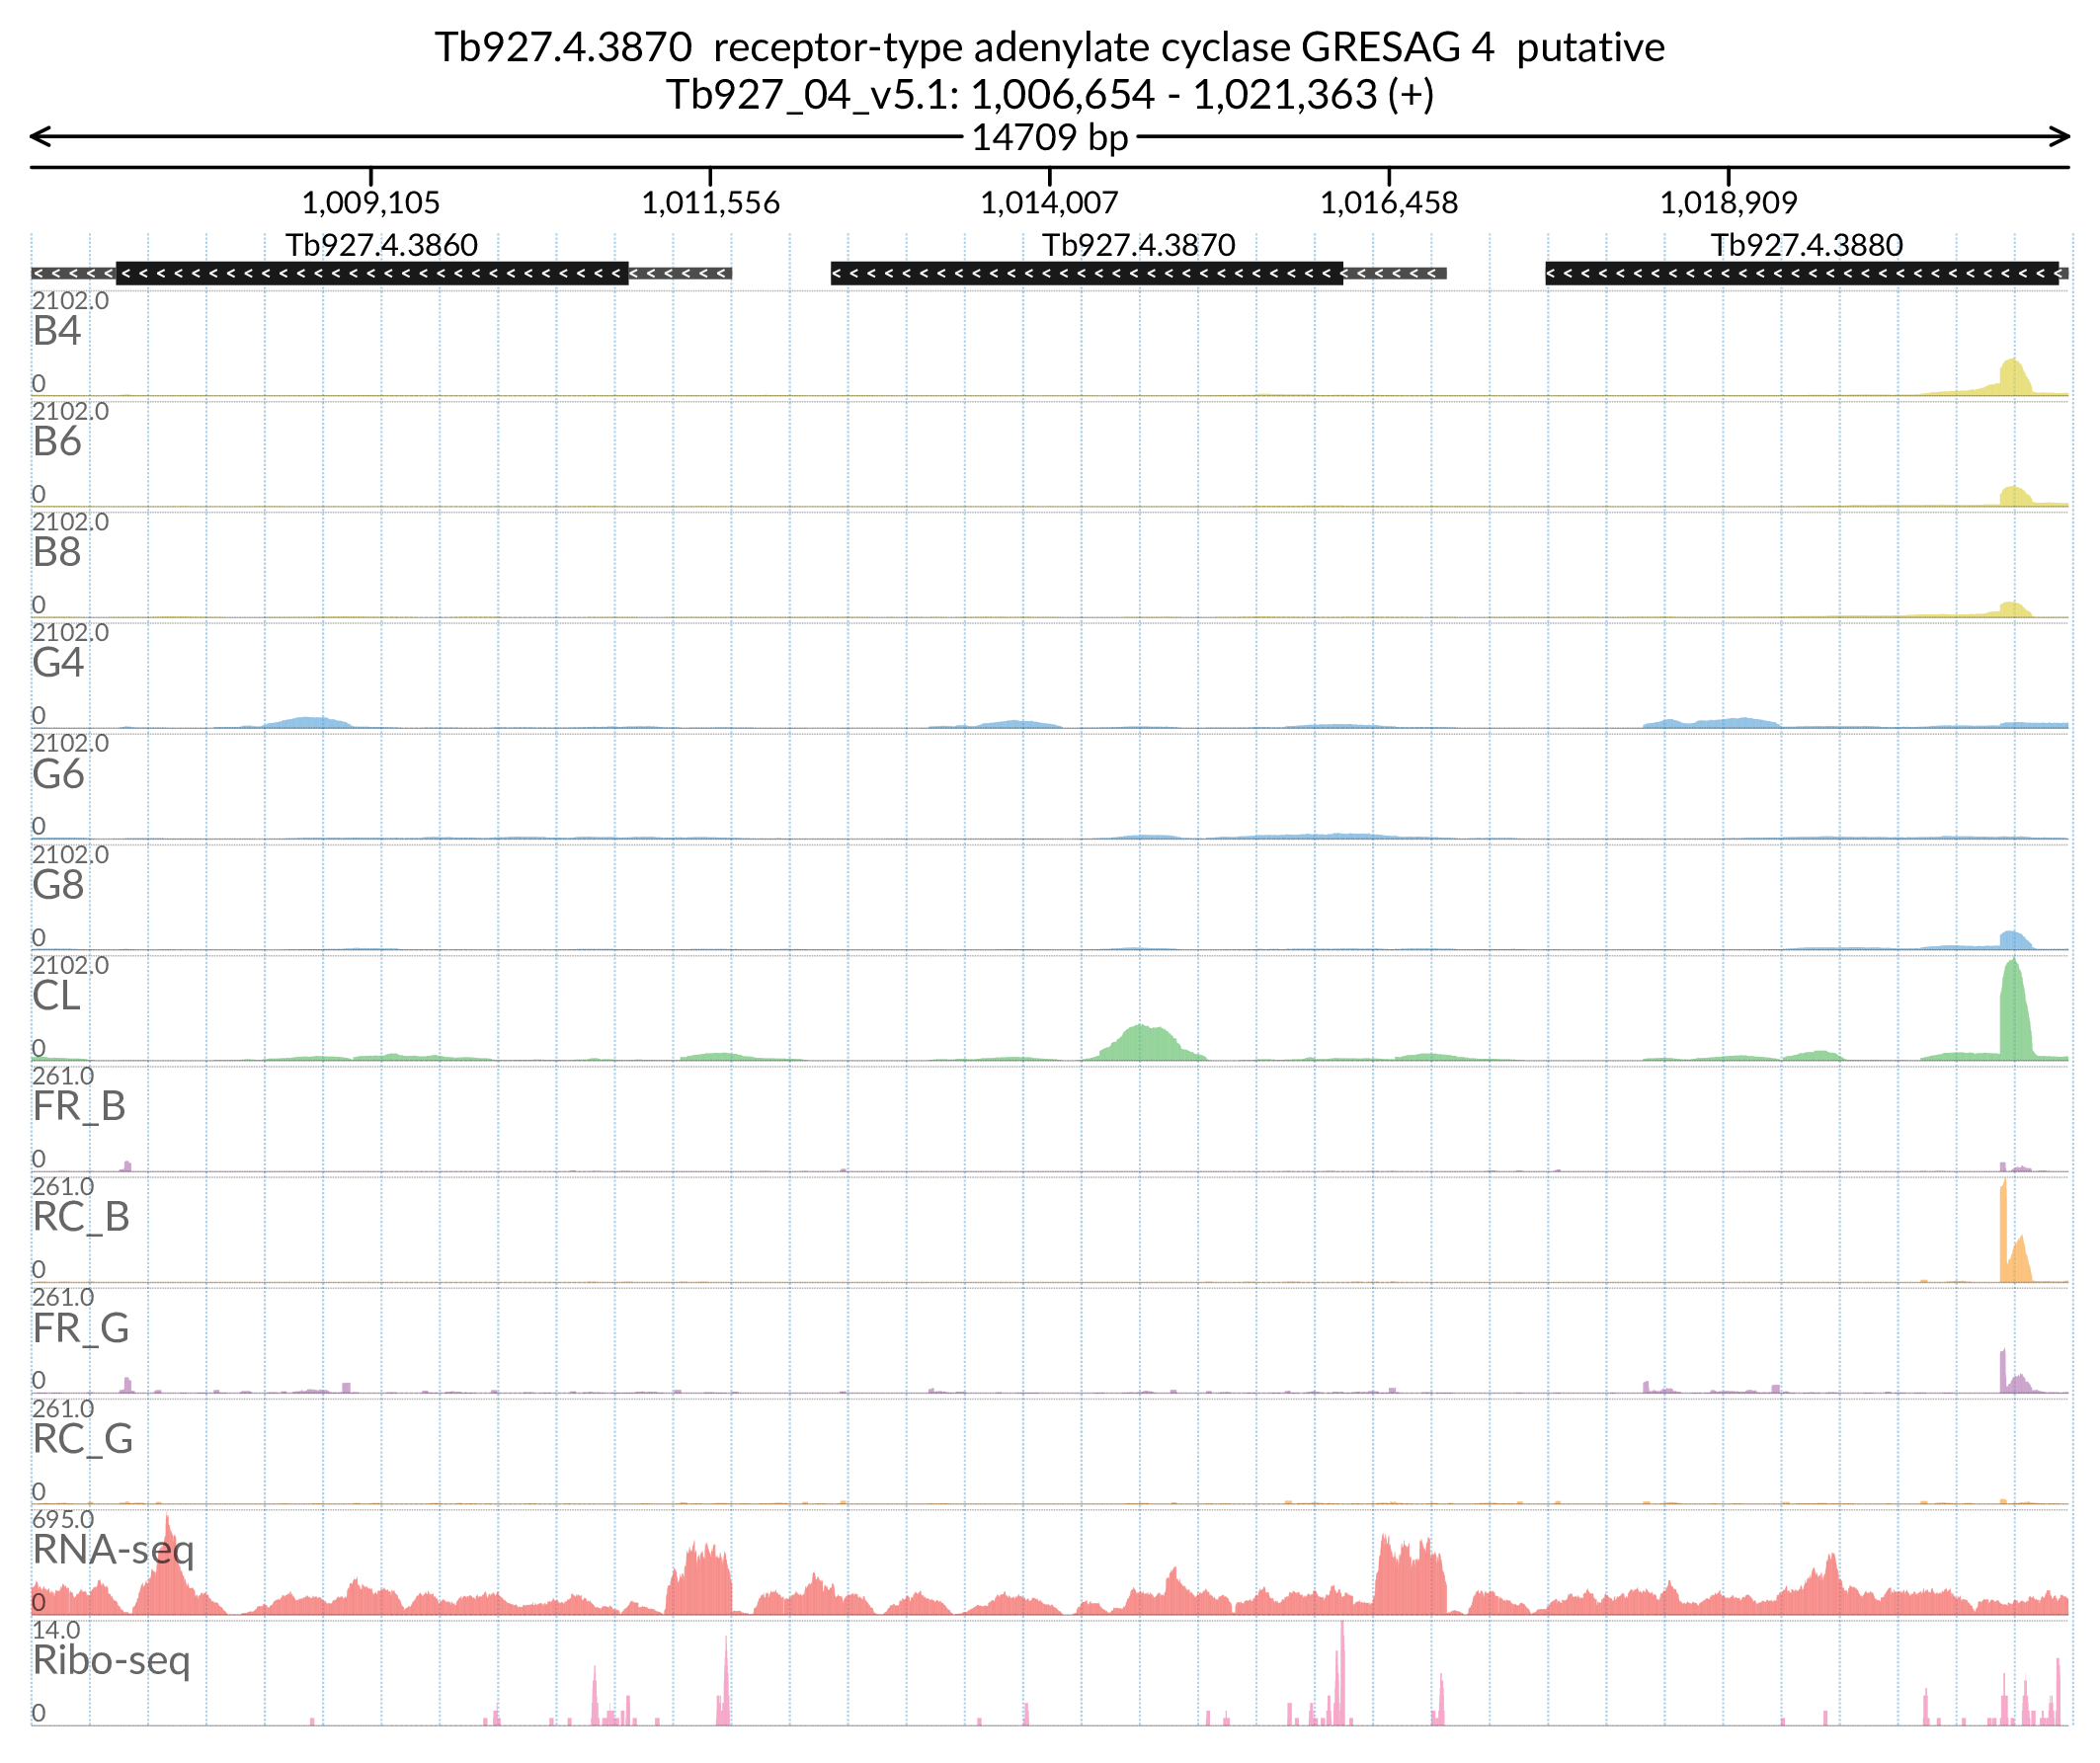 Tb927.4.3870 receptor-type adenylate cyclase GRESAG 4 putative
Tb927_04_v5.1: 1,006,654 - 1,021,363 (+)
14709 bp
1,009,105 1,011,556 1,014,007 1,016,458 1,018,909
Tb927.4.3860 Tb927.4.3870 Tb927.4.3880
2102.0
B4
0
2102.0
B6
0
2102.0
B8
0
2102.0
G4
0
2102.0
G6
0
2102.0
G8
0
2102.0
CL
0
261.0
FR_B
0
261.0
RC_B
0
261.0
FR_G
0
261.0
RC_G
0
695.0
RNA-seq
0
14.0
Ribo-seq
0